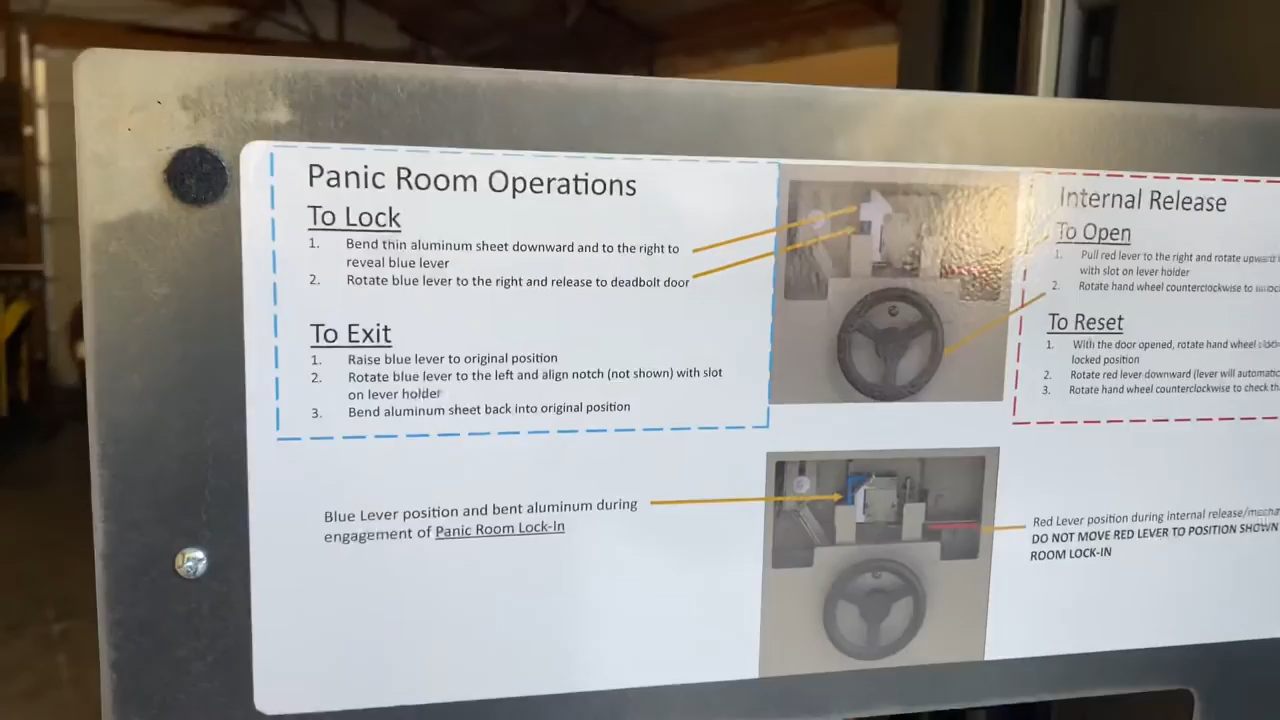 Panic Room Operations
To Lock
1. Bend thin aluminum sheet downward and to the right to
reveal blue lever
2. Rotate blue lever to the right and release to deadbolt door
To Exit
1. Raise blue lever to original position
2. Rotate blue lever to the left and align notch (not shown) with slot
on lever holder
3. Bend aluminum sheet back into original position
Blue Lever position and bent aluminum during
engagement of Panic Room Lock-In
Internal Release
To Open
1. Pull red lever to the right and rotate upward
with slot on lever holder
2. Rotate hand wheel counterclockwise to
To Reset
1. With the door opened, rotate hand wheel
locked position
2. Rotate red lever downward (lever will
3. Rotate hand wheel counterclockwise to check
Red Lever position during internal release/
DO NOT MOVE RED LEVER TO POSITION SHOWN
ROOM LOCK-IN